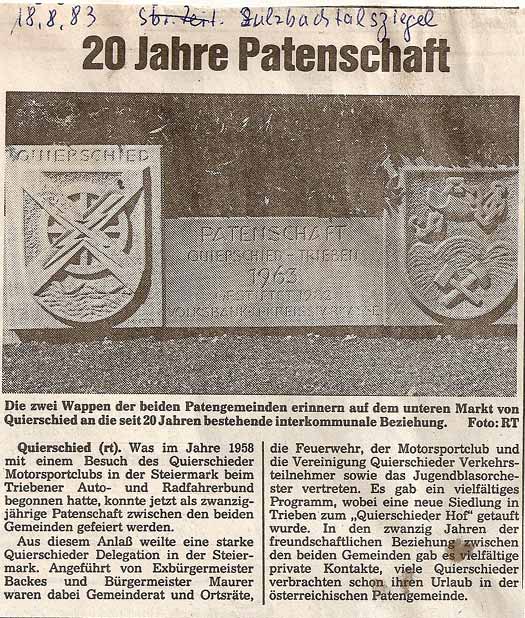 18.8.83 Sbr. Zeit. Sulzbachtalspiegel
20 Jahre Patenschaft
QUIERSCHIED
PATENSCHAFT
QUIERSCHIED - TRIEBEN
1963
GESTIFTET 1982
Die zwei Wappen der beiden Patengemeinden erinnern auf dem unteren Markt von
Quierschied an die seit 20 Jahren bestehende interkommunale Beziehung. Foto: RT
Quierschied (rt). Was im Jahre 1958
mit einem Besuch des Quierschieder
Motorsportclubs in der Steiermark beim
Triebener Auto- und Radfahrerbund
begonnen hatte, konnte jetzt als zwanzig-
jährige Patenschaft zwischen den beiden
Gemeinden gefeiert werden.
Aus diesem Anlaß weilte eine starke
Quierschieder Delegation in der Steier-
mark. Angeführt von Exbürgermeister
Backes und Bürgermeister Maurer
waren dabei Gemeinderat und Ortsräte,
die Feuerwehr, der Motorsportclub und
die Vereinigung Quierschieder Verkehrs-
teilnehmer sowie das Jugendblasorche-
ster vertreten. Es gab ein vielfältiges
Programm, wobei eine neue Siedlung in
Trieben zum „Quierschieder Hof" getauft
wurde. In den zwanzig Jahren der
freundschaftlichen Beziehung zwischen
den beiden Gemeinden gab es vielfältige
private Kontakte, viele Quierschieder
verbrachten schon ihren Urlaub in der
österreichischen Patengemeinde.